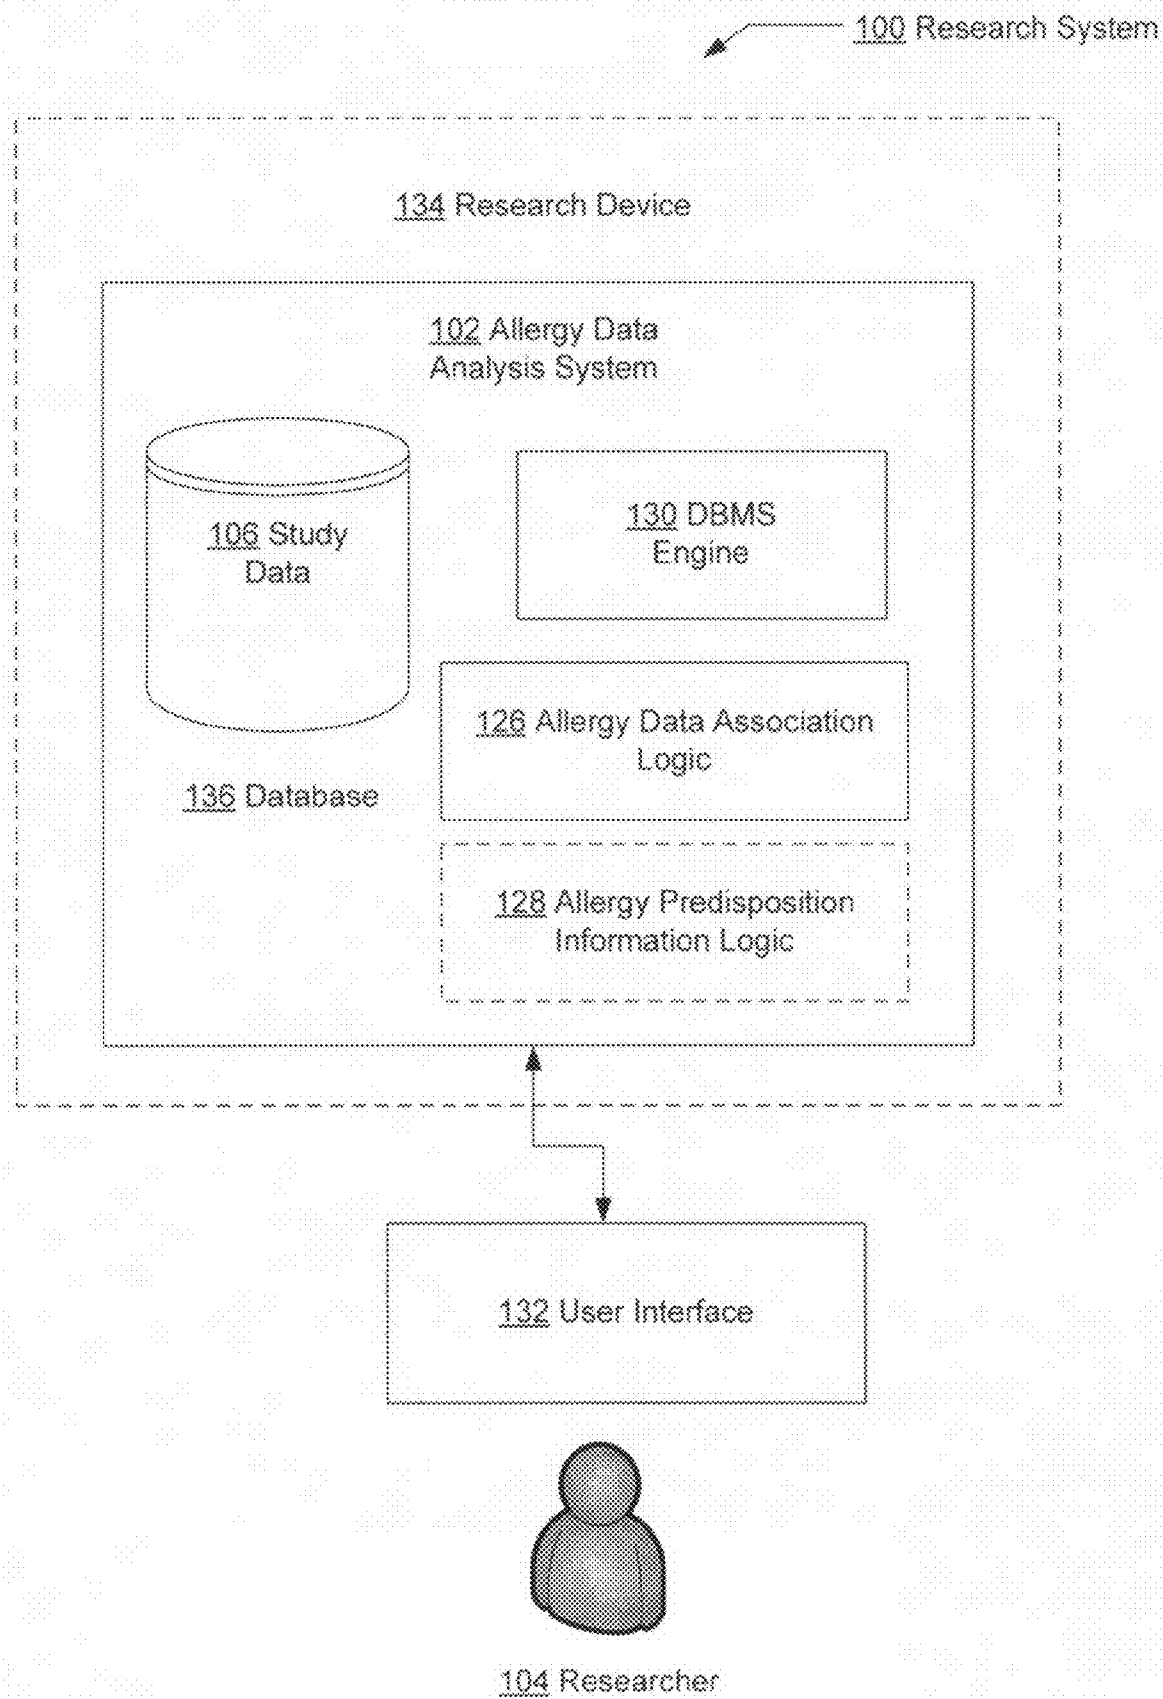 100 Research System
134 Research Device
102 Allergy Data
Analysis System
106 Study
Data
130 DBMS
Engine
126 Allergy Data Association
Logic
136 Database
128 Allergy Predisposition
Information Logic
132 User Interface
104 Researcher